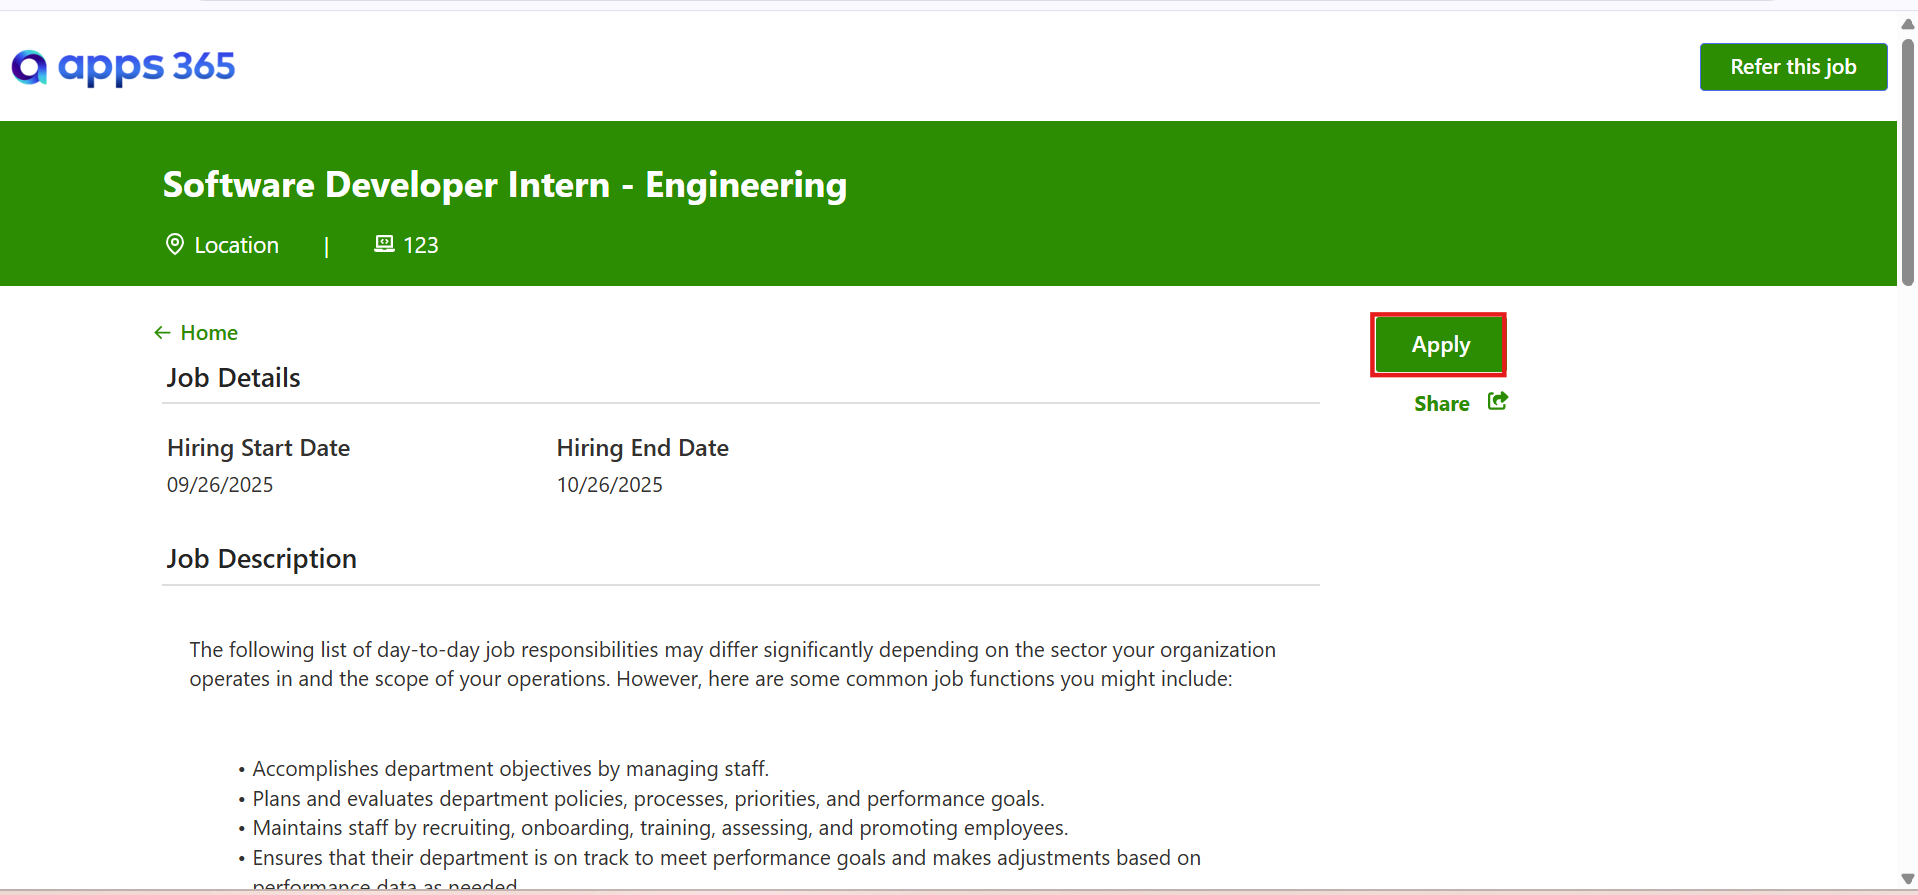 apps 365
Refer this job
Software Developer Intern - Engineering
Location | 123
Home
Apply
Share
Job Details
Hiring Start Date
Hiring End Date
09/26/2025
10/26/2025
Job Description
The following list of day-to-day job responsibilities may differ significantly depending on the sector your organization
operates in and the scope of your operations. However, here are some common job functions you might include:
• Accomplishes department objectives by managing staff.
• Plans and evaluates department policies, processes, priorities, and performance goals.
• Maintains staff by recruiting, onboarding, training, assessing, and promoting employees.
• Ensures that their department is on track to meet performance goals and makes adjustments based on
performance data as needed